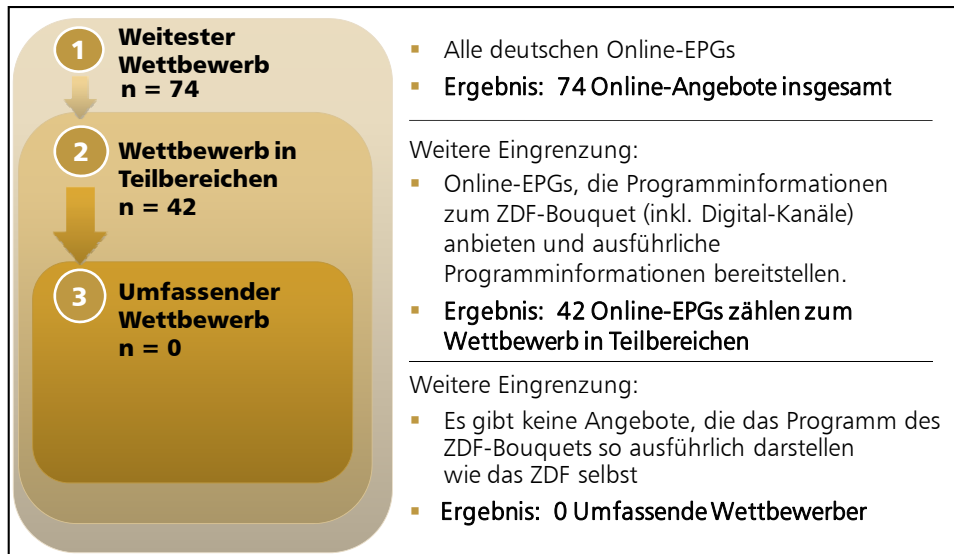 1
Weitester
Wettbewerb
n = 74
▪ Alle deutschen Online-EPGs
▪ Ergebnis: 74 Online-Angebote insgesamt
2
Wettbewerb in
Teilbereichen
n = 42
Weitere Eingrenzung:
▪ Online-EPGs, die Programminformationen
zum ZDF-Bouquet (inkl. Digital-Kanäle)
anbieten und ausführliche
Programminformationen bereitstellen.
▪ Ergebnis: 42 Online-EPGs zählen zum
Wettbewerb in Teilbereichen
3
Umfassender
Wettbewerb
n = 0
Weitere Eingrenzung:
▪ Es gibt keine Angebote, die das Programm des
ZDF-Bouquets so ausführlich darstellen
wie das ZDF selbst
▪ Ergebnis: 0 Umfassende Wettbewerber